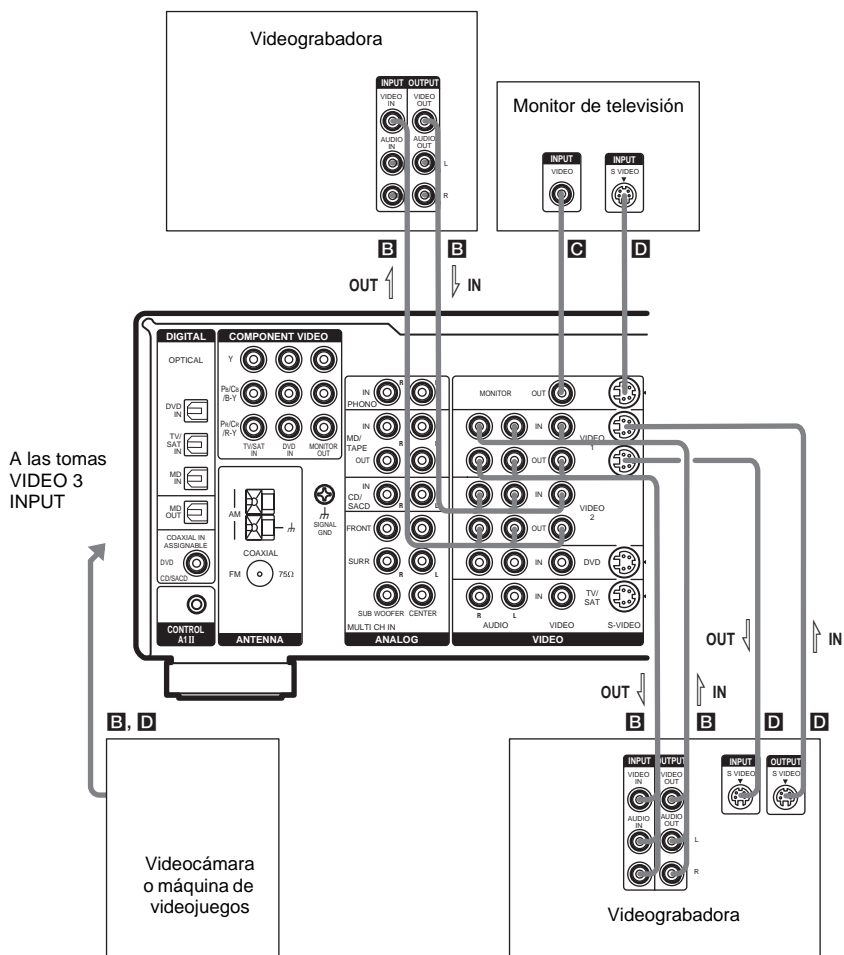 Videograbadora
INPUT OUTPUT
VIDEO IN VIDEO OUT
AUDIO IN AUDIO OUT
L
R
Monitor de televisión
INPUT INPUT
VIDEO S VIDEO
B B C D
OUT IN
DIGITAL
OPTICAL
DVD IN
TV/SAT IN
MD IN
MD OUT
COAXIAL IN ASSIGNABLE
DVD
CD/SACD
CONTROL A1II
COMPONENT VIDEO
Y
PB/CB /B-Y
PR/CR /R-Y
TV/SAT IN DVD IN MONITOR OUT
AM
COAXIAL
FM 75Ω
ANTENNA
SIGNAL GND
R L
IN
PHONO
IN
MD/TAPE
R L
OUT
IN
CD/SACD
R L
FRONT
SURR
R L
SUB WOOFER CENTER
MULTI CH IN
ANALOG
MONITOR OUT
IN
VIDEO 1
OUT
IN
VIDEO 2
OUT
IN DVD
IN TV/SAT
R L
AUDIO VIDEO S-VIDEO
VIDEO
A las tomas
VIDEO 3
INPUT
OUT IN
OUT IN
B, D
B B D D
Videocámara
o máquina de
videojuegos
INPUT OUTPUT
VIDEO IN VIDEO OUT
AUDIO IN AUDIO OUT
L
R
INPUT OUTPUT
S VIDEO S VIDEO
Videograbadora